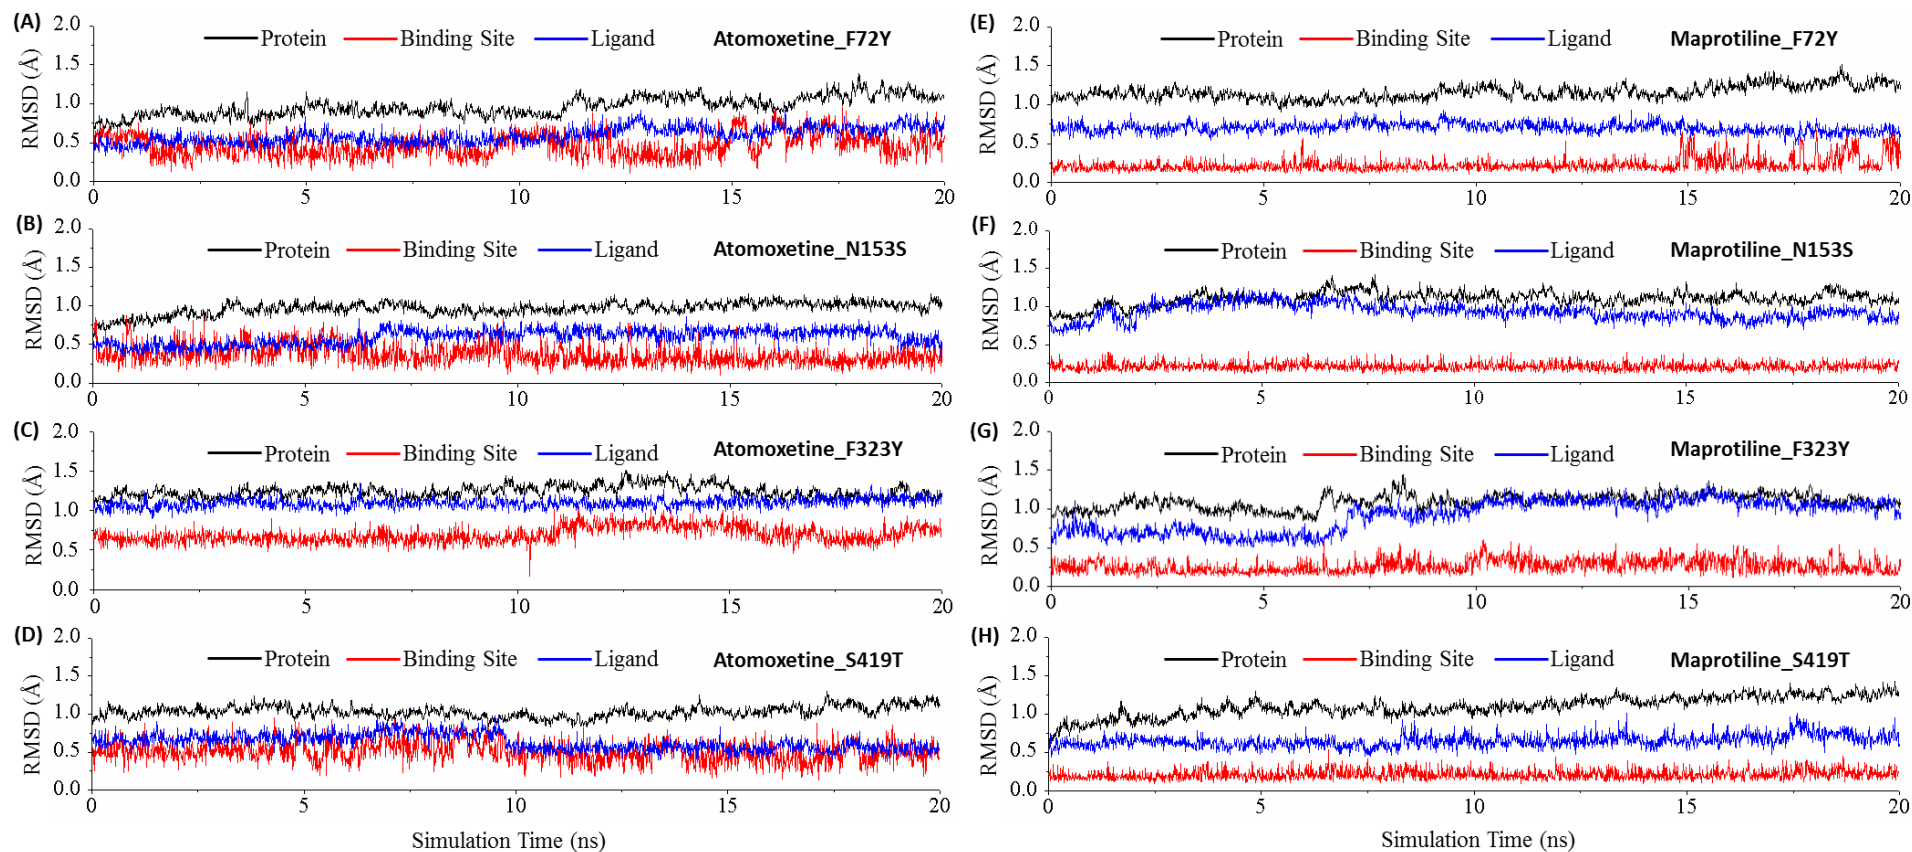 (A)
2.0
1.5
1.0
0.5
0.0
RMSD (Å)
Protein Binding Site Ligand Atomoxetine_F72Y
0 5 10 15 20
(B)
2.0
1.5
1.0
0.5
0.0
RMSD (Å)
Protein Binding Site Ligand Atomoxetine_N153S
0 5 10 15 20
(C)
2.0
1.5
1.0
0.5
0.0
RMSD (Å)
Protein Binding Site Ligand Atomoxetine_F323Y
0 5 10 15 20
(D)
2.0
1.5
1.0
0.5
0.0
RMSD (Å)
Protein Binding Site Ligand Atomoxetine_S419T
0 5 10 15 20
Simulation Time (ns)
(E)
2.0
1.5
1.0
0.5
0.0
RMSD (Å)
Protein Binding Site Ligand Maprotiline_F72Y
0 5 10 15 20
(F)
2.0
1.5
1.0
0.5
0.0
RMSD (Å)
Protein Binding Site Ligand Maprotiline_N153S
0 5 10 15 20
(G)
2.0
1.5
1.0
0.5
0.0
RMSD (Å)
Protein Binding Site Ligand Maprotiline_F323Y
0 5 10 15 20
(H)
2.0
1.5
1.0
0.5
0.0
RMSD (Å)
Protein Binding Site Ligand Maprotiline_S419T
0 5 10 15 20
Simulation Time (ns)